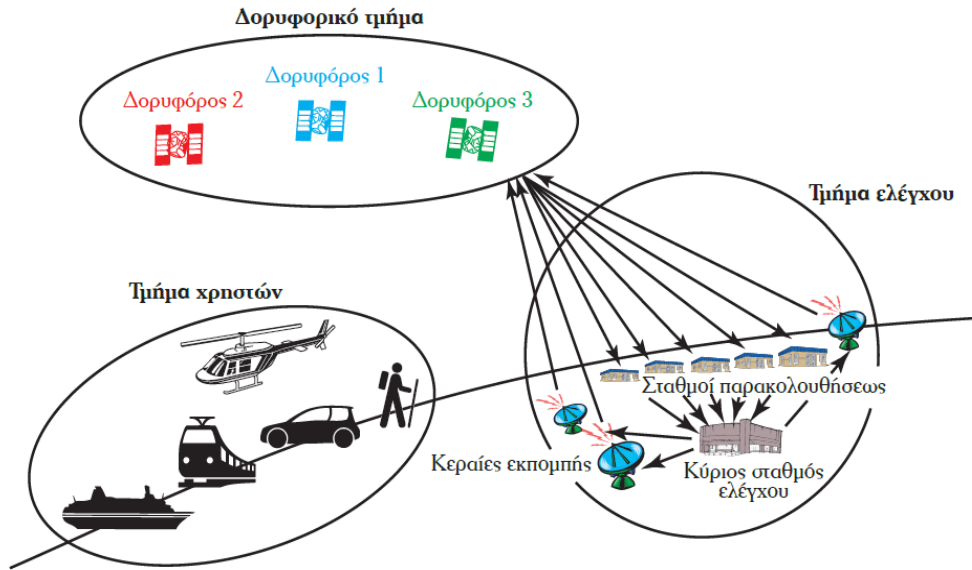 Δορυφορικό τμήμα
Δορυφόρος 1
Δορυφόρος 2
Δορυφόρος 3
Τμήμα ελέγχου
Τμήμα χρηστών
Σταθμοί παρακολουθήσεως
Κεραίες εκπομπής
Κύριος σταθμός
ελέγχου